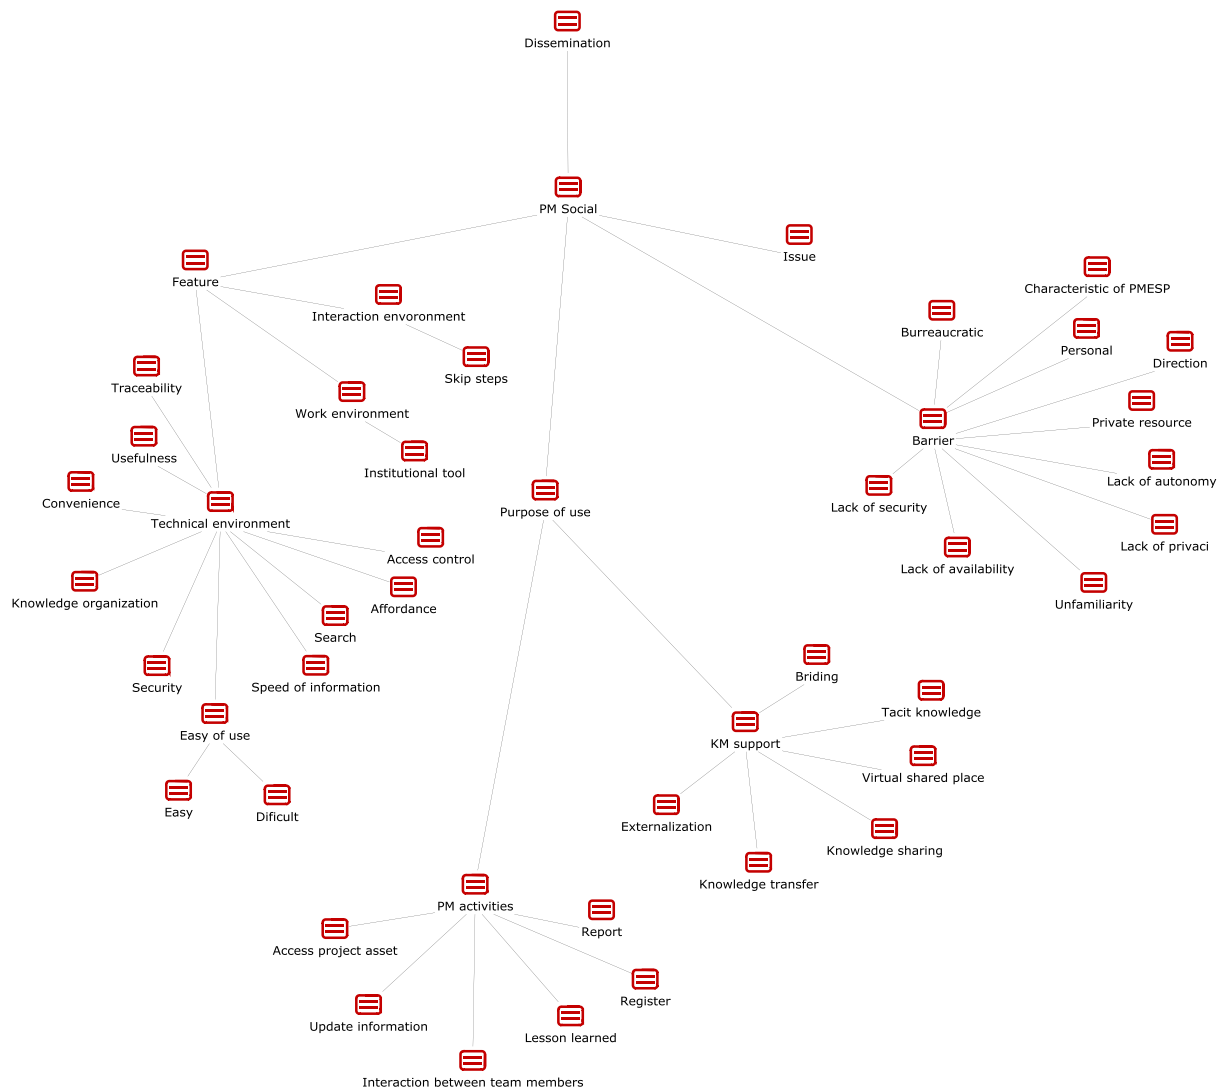 Dissemination
PM Social
Issue
Feature
Characteristic of PMESP
Interaction envoronment
Burreaucratic
Personal
Direction
Skip steps
Traceability
Work environment
Private resource
Barrier
Usefulness
Institutional tool
Lack of autonomy
Convenience
Lack of security
Purpose of use
Technical environment
Lack of privaci
Access control
Lack of availability
Knowledge organization
Affordance
Unfamiliarity
Search
Briding
Security
Speed of information
Tacit knowledge
Easy of use
KM support
Virtual shared place
Easy
Dificult
Externalization
Knowledge sharing
Knowledge transfer
PM activities
Report
Access project asset
Register
Update information
Lesson learned
Interaction between team members